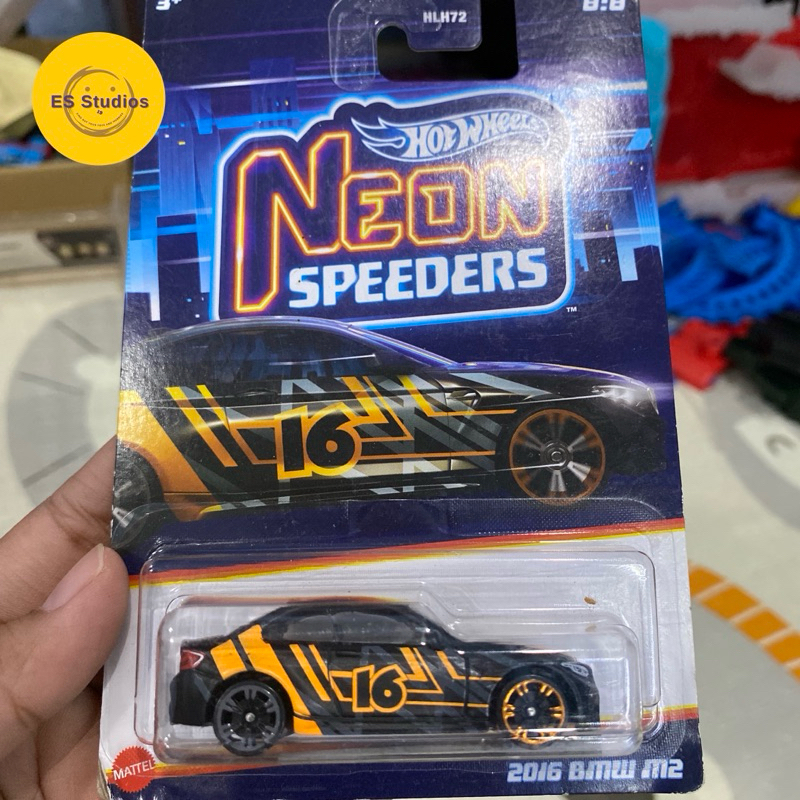 3+
HLH72
8:8
ES Studios
HOT WHEELS
NEON
SPEEDERS
TM
16
16
MATTEL
2016 BMW M2